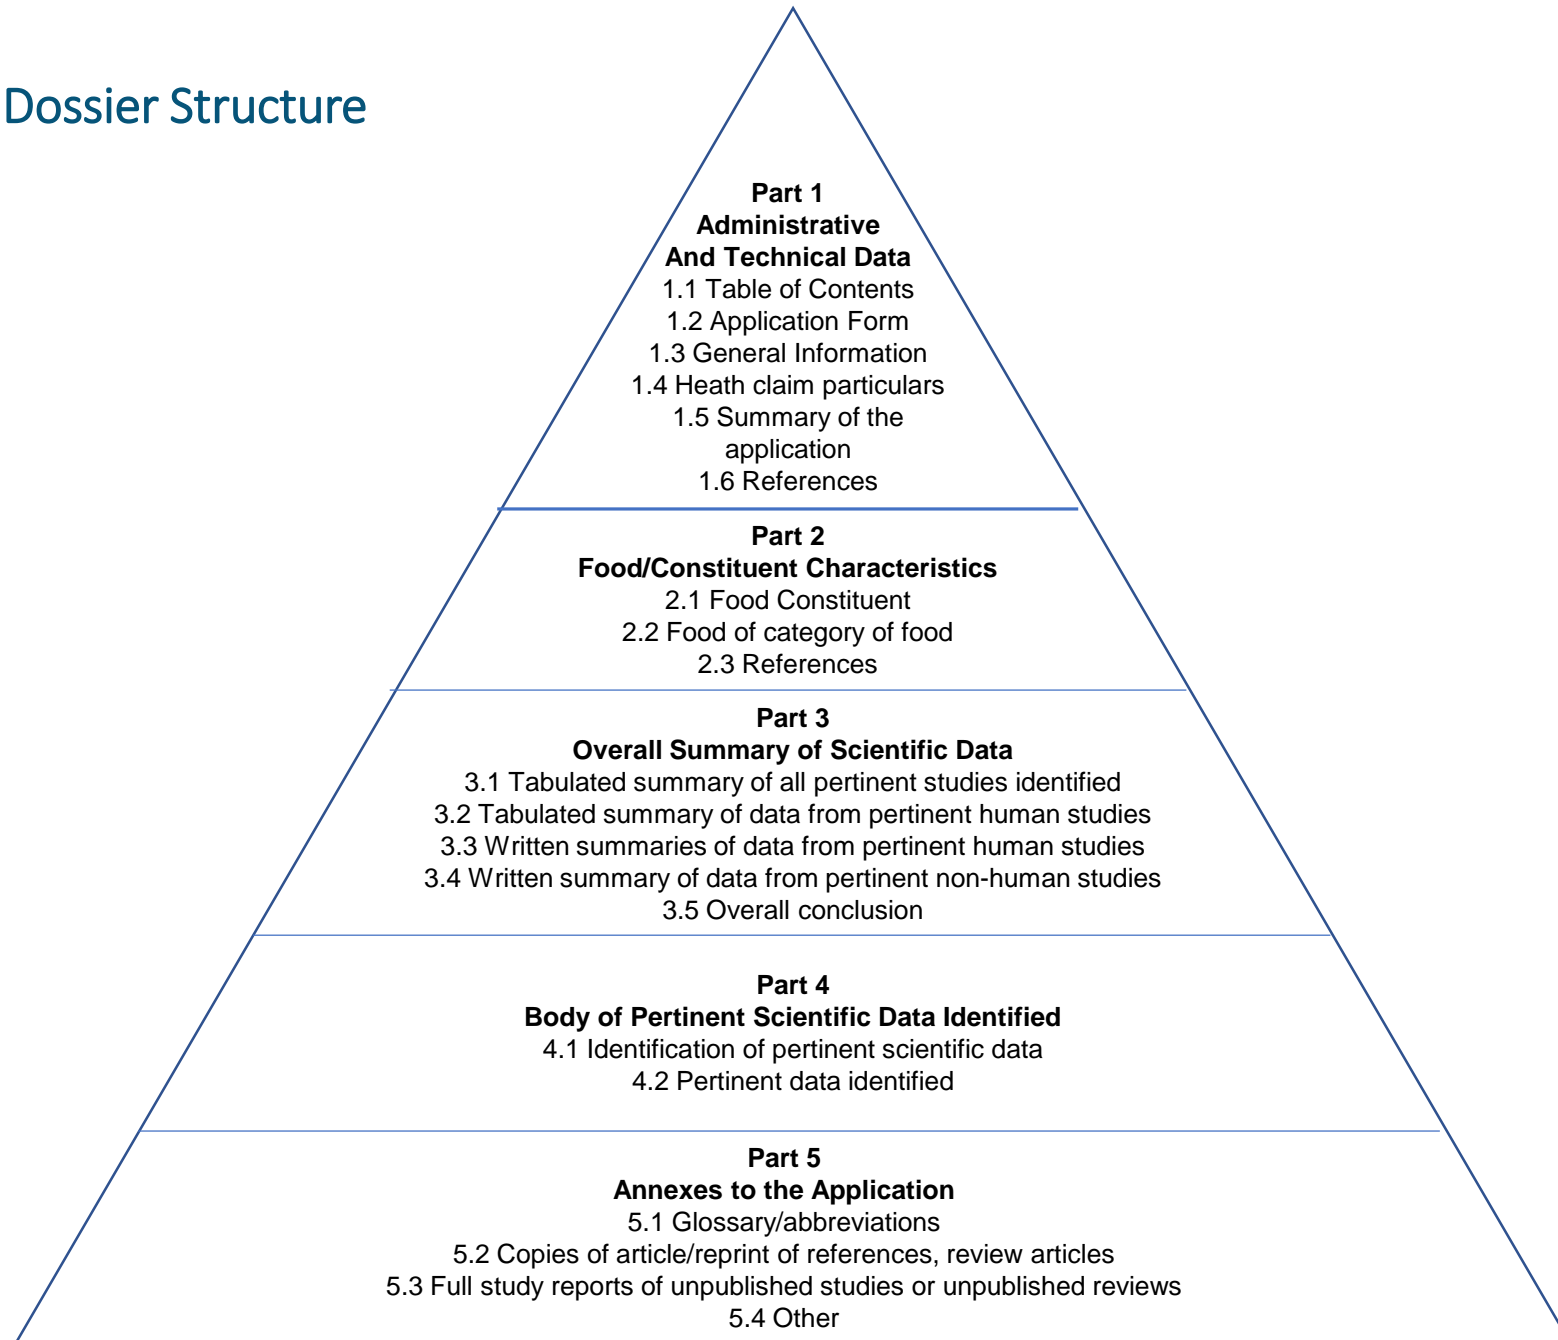 Dossier Structure
Part 1
Administrative
And Technical Data
1.1 Table of Contents
1.2 Application Form
1.3 General Information
1.4 Heath claim particulars
1.5 Summary of the
application
1.6 References
Part 2
Food/Constituent Characteristics
2.1 Food Constituent
2.2 Food of category of food
2.3 References
Part 3
Overall Summary of Scientific Data
3.1 Tabulated summary of all pertinent studies identified
3.2 Tabulated summary of data from pertinent human studies
3.3 Written summaries of data from pertinent human studies
3.4 Written summary of data from pertinent non-human studies
3.5 Overall conclusion
Part 4
Body of Pertinent Scientific Data Identified
4.1 Identification of pertinent scientific data
4.2 Pertinent data identified
Part 5
Annexes to the Application
5.1 Glossary/abbreviations
5.2 Copies of article/reprint of references, review articles
5.3 Full study reports of unpublished studies or unpublished reviews
5.4 Other